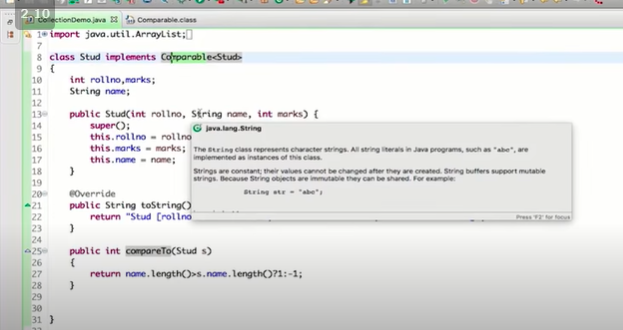 2.10
CollectionDemo.java
Comparable.class
1 import java.util.ArrayList;
7
8 class Stud implements Comparable<Stud>
9 {
10 int rollno,marks;
11 String name;
12
13 public Stud(int rollno, String name, int marks) {
14 super();
15 this.rollno = rollno
16 this.marks = marks;
17 this.name = name;
18 }
19
20 @Override
21 public String toString()
22 return "Stud [rollno
23 }
24
25 public int compareTo(Stud s)
26 {
27 return name.length()>s.name.length()?1:-1;
28 }
29
30
31 }
java.lang.String
The String class represents character strings. All string literals in Java programs, such as "abc", are
implemented as instances of this class.
Strings are constant; their values cannot be changed after they are created. String buffers support mutable
strings. Because String objects are immutable they can be shared. For example:
String str = "abc";
Press 'F2' for focus